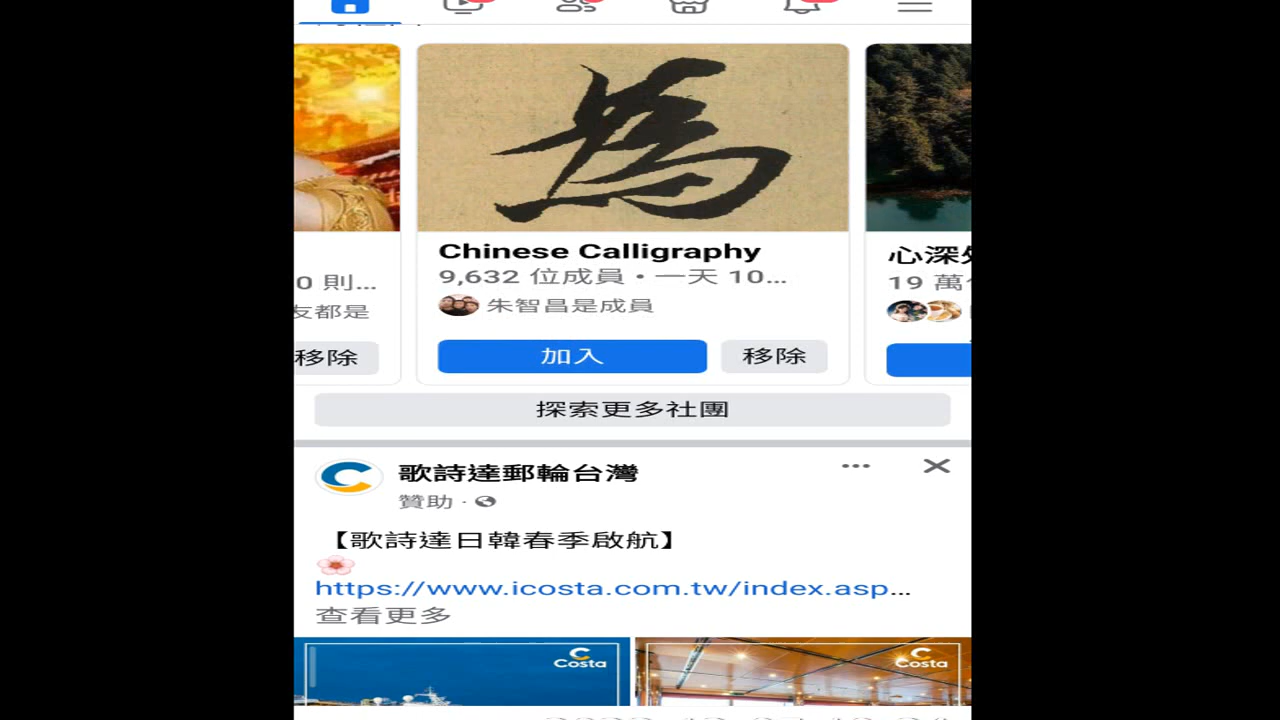 為
Chinese Calligraphy
9,632 位成員・一天 10...
朱智昌是成員
加入
移除
0 則...
友都是
移除
心深
19 萬
探索更多社團
歌詩達郵輪台灣
贊助 ·
【歌詩達日韓春季啟航】
https://www.icosta.com.tw/index.asp...
查看更多
Costa
Costa